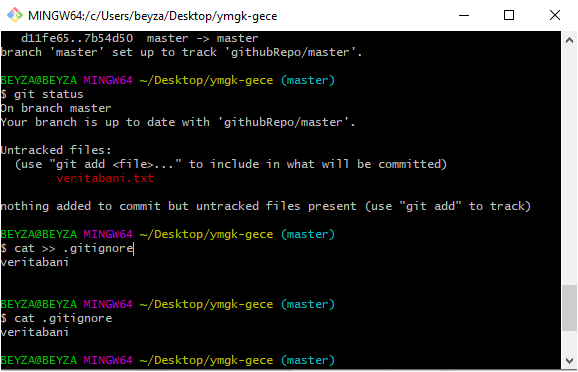 MINGW64:/c/Users/beyza/Desktop/ymgk-gece
d11fe65..7b54d50  master -> master
branch 'master' set up to track 'githubRepo/master'.
BEYZA@BEYZA MINGW64 ~/Desktop/ymgk-gece (master)
$ git status
On branch master
Your branch is up to date with 'githubRepo/master'.
Untracked files:
(use "git add <file>..." to include in what will be committed)
veritabani.txt
nothing added to commit but untracked files present (use "git add" to track)
BEYZA@BEYZA MINGW64 ~/Desktop/ymgk-gece (master)
$ cat >> .gitignore
veritabani
BEYZA@BEYZA MINGW64 ~/Desktop/ymgk-gece (master)
$ cat .gitignore
veritabani
BEYZA@BEYZA MINGW64 ~/Desktop/ymgk-gece (master)